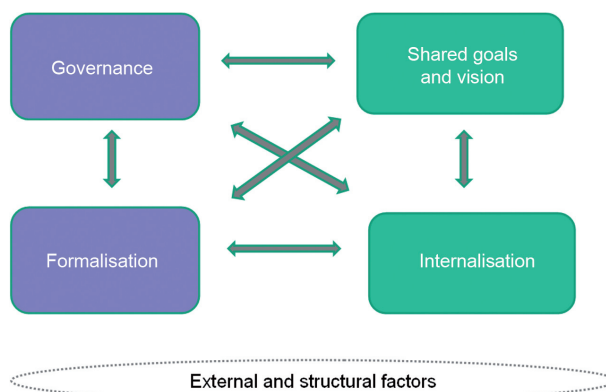 Governance
Shared goals
and vision
Formalisation
Internalisation
External and structural factors